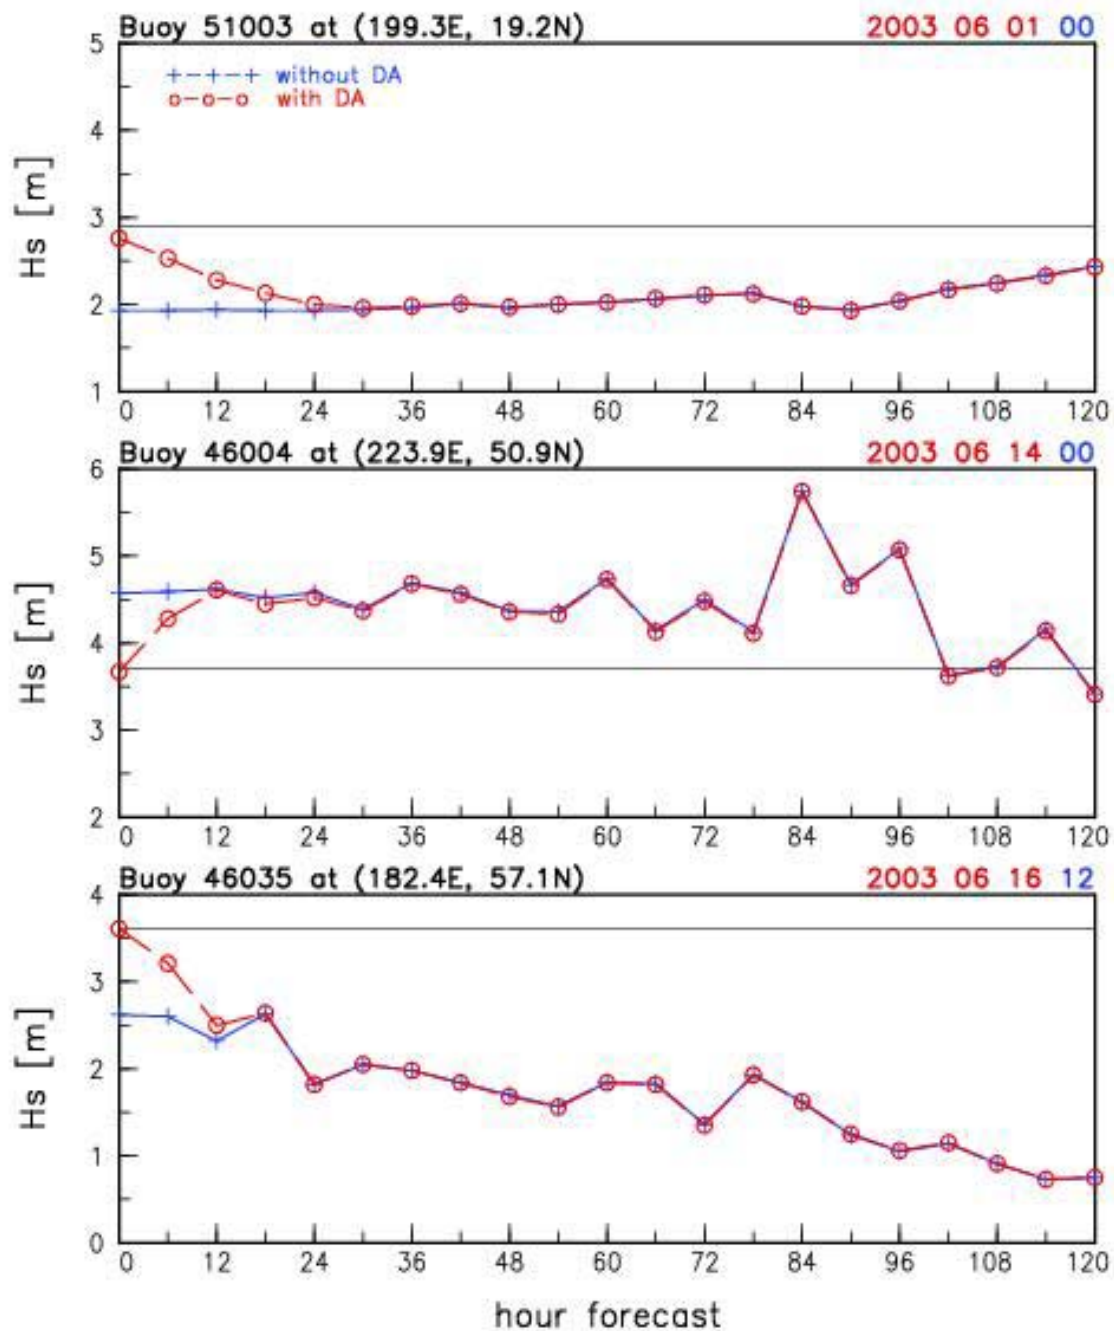 Buoy 51003 at (199.3E, 19.2N) 2003 06 01 00
5
without DA
with DA
4
3
2
1
Hs [m]
0 12 24 36 48 60 72 84 96 108 120
Buoy 46004 at (223.9E, 50.9N) 2003 06 14 00
6
5
4
3
2
Hs [m]
0 12 24 36 48 60 72 84 96 108 120
Buoy 46035 at (182.4E, 57.1N) 2003 06 16 12
4
3
2
1
0
Hs [m]
0 12 24 36 48 60 72 84 96 108 120
hour forecast